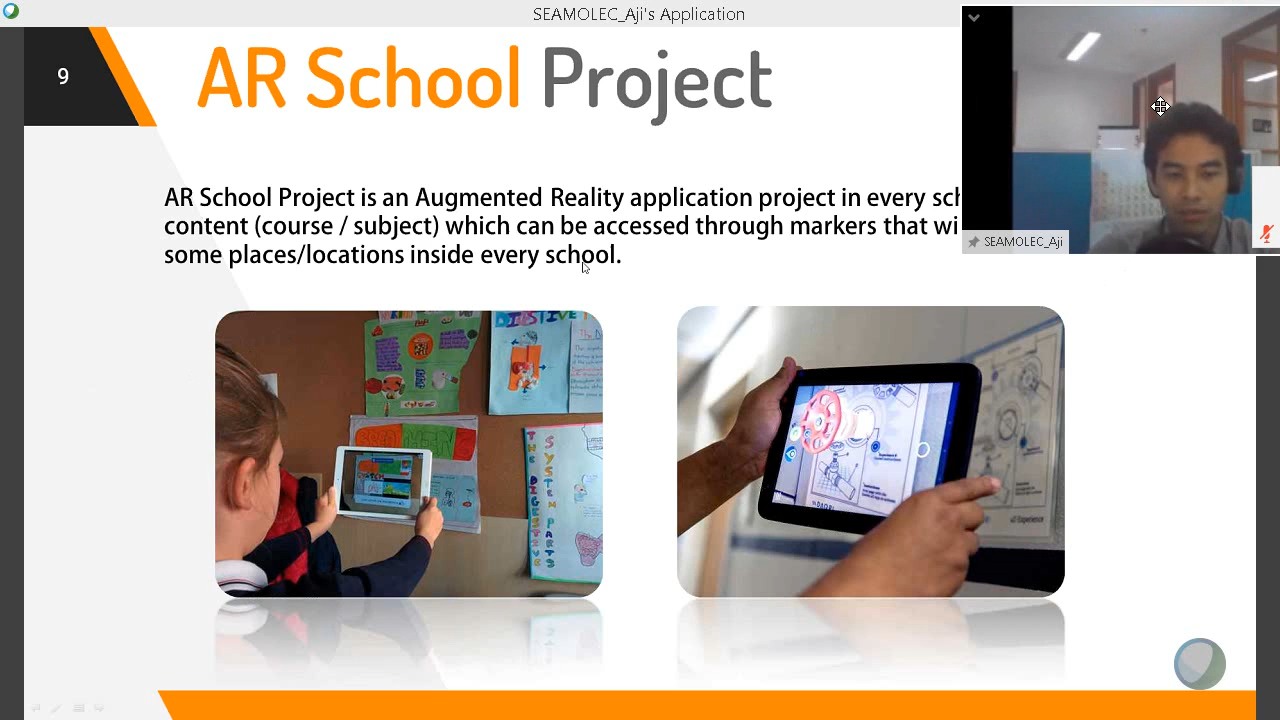 SEAMOLEC_Aji's Application
9
AR School Project
AR School Project is an Augmented Reality application project in every
content (course / subject) which can be accessed through markers that
some places/locations inside every school.
SEAMOLEC_Aji
THE DIGESTIVE
SYSTEM PARTS